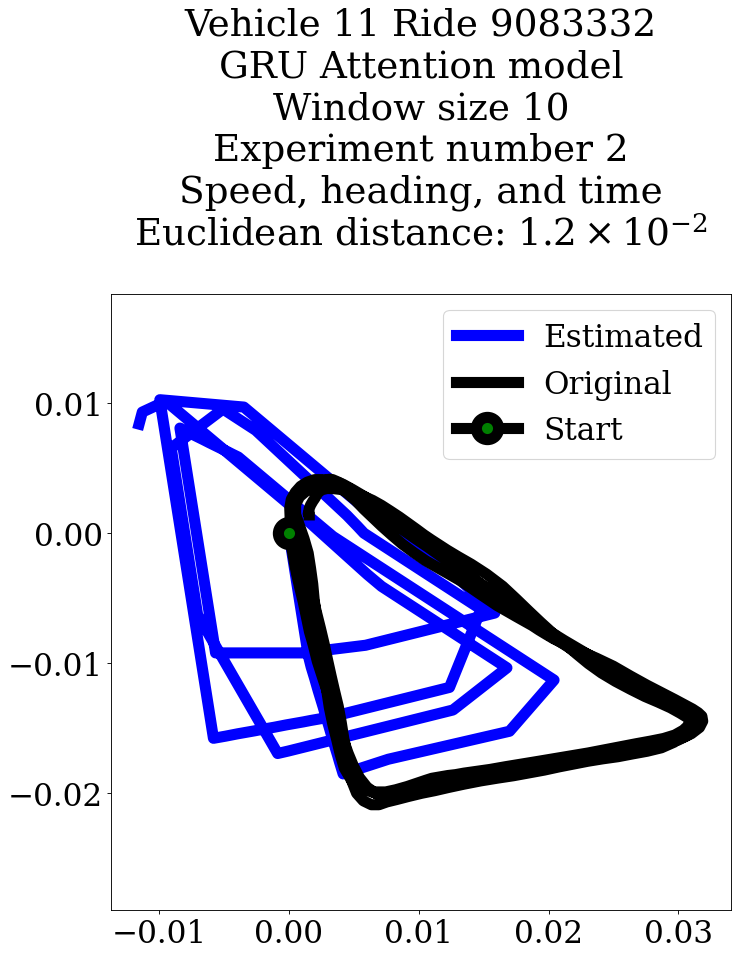 Vehicle 11 Ride 9083332
GRU Attention model
Window size 10
Experiment number 2
Speed, heading, and time
Euclidean distance: 1.2 × 10⁻²
Estimated
Original
Start
0.01
0.00
−0.01
−0.02
−0.01 0.00 0.01 0.02 0.03